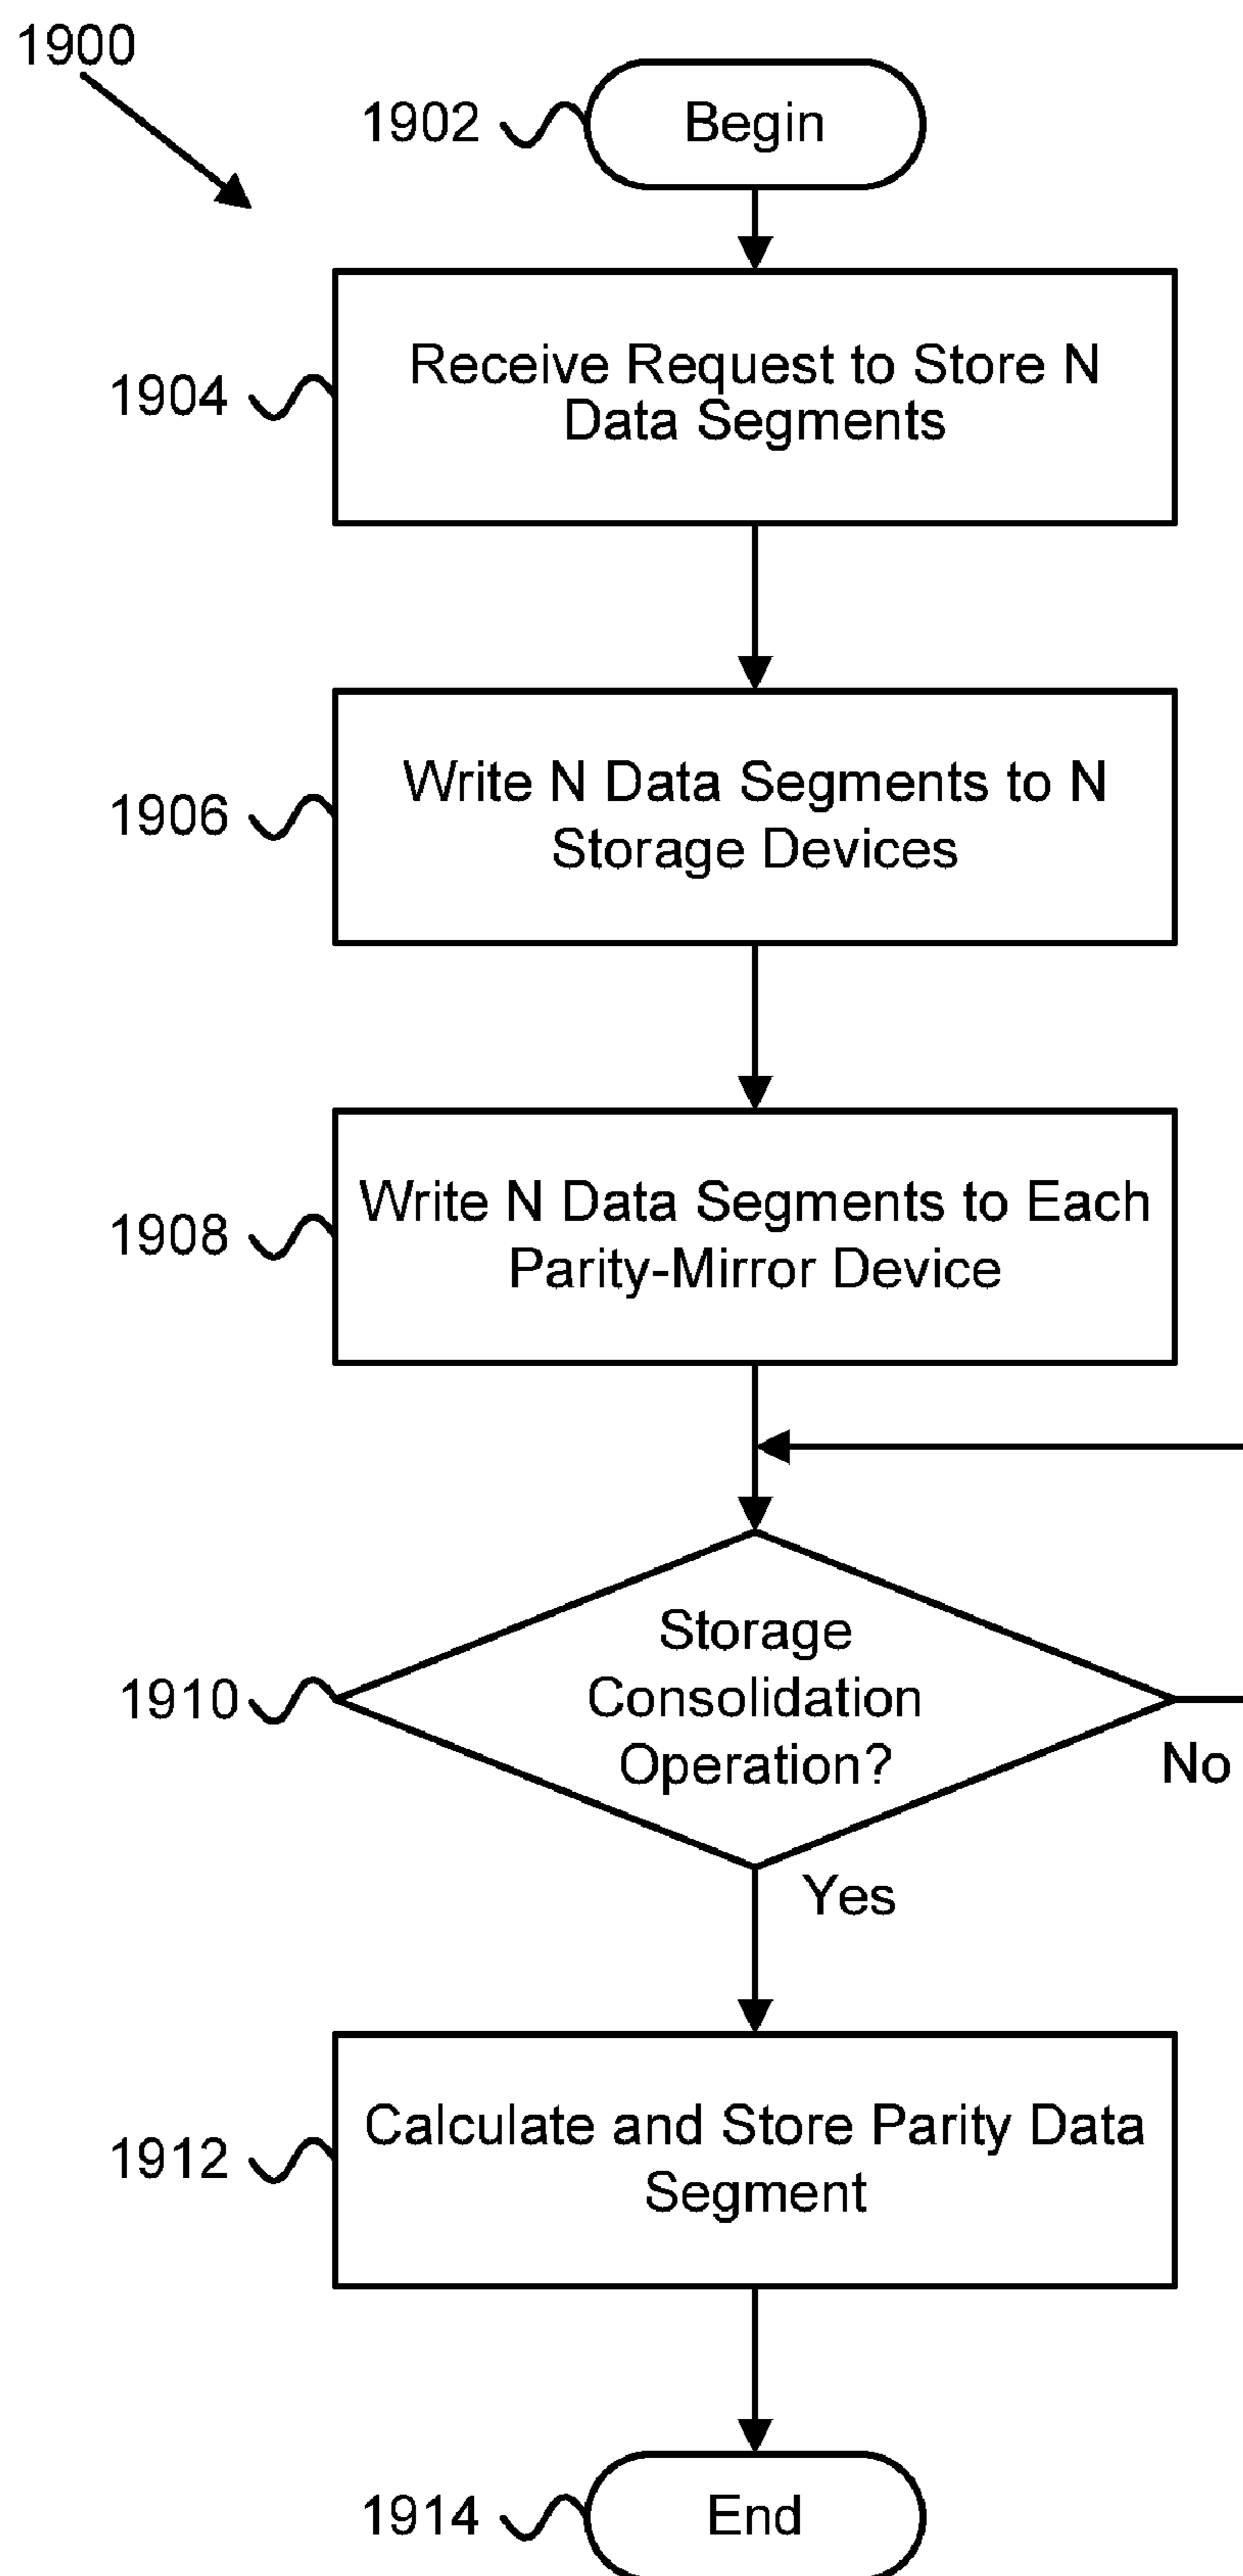 1900
1902
Begin
1904
Receive Request to Store N
Data Segments
1906
Write N Data Segments to N
Storage Devices
1908
Write N Data Segments to Each
Parity-Mirror Device
1910
Storage
Consolidation
Operation?
No
Yes
1912
Calculate and Store Parity Data
Segment
1914
End